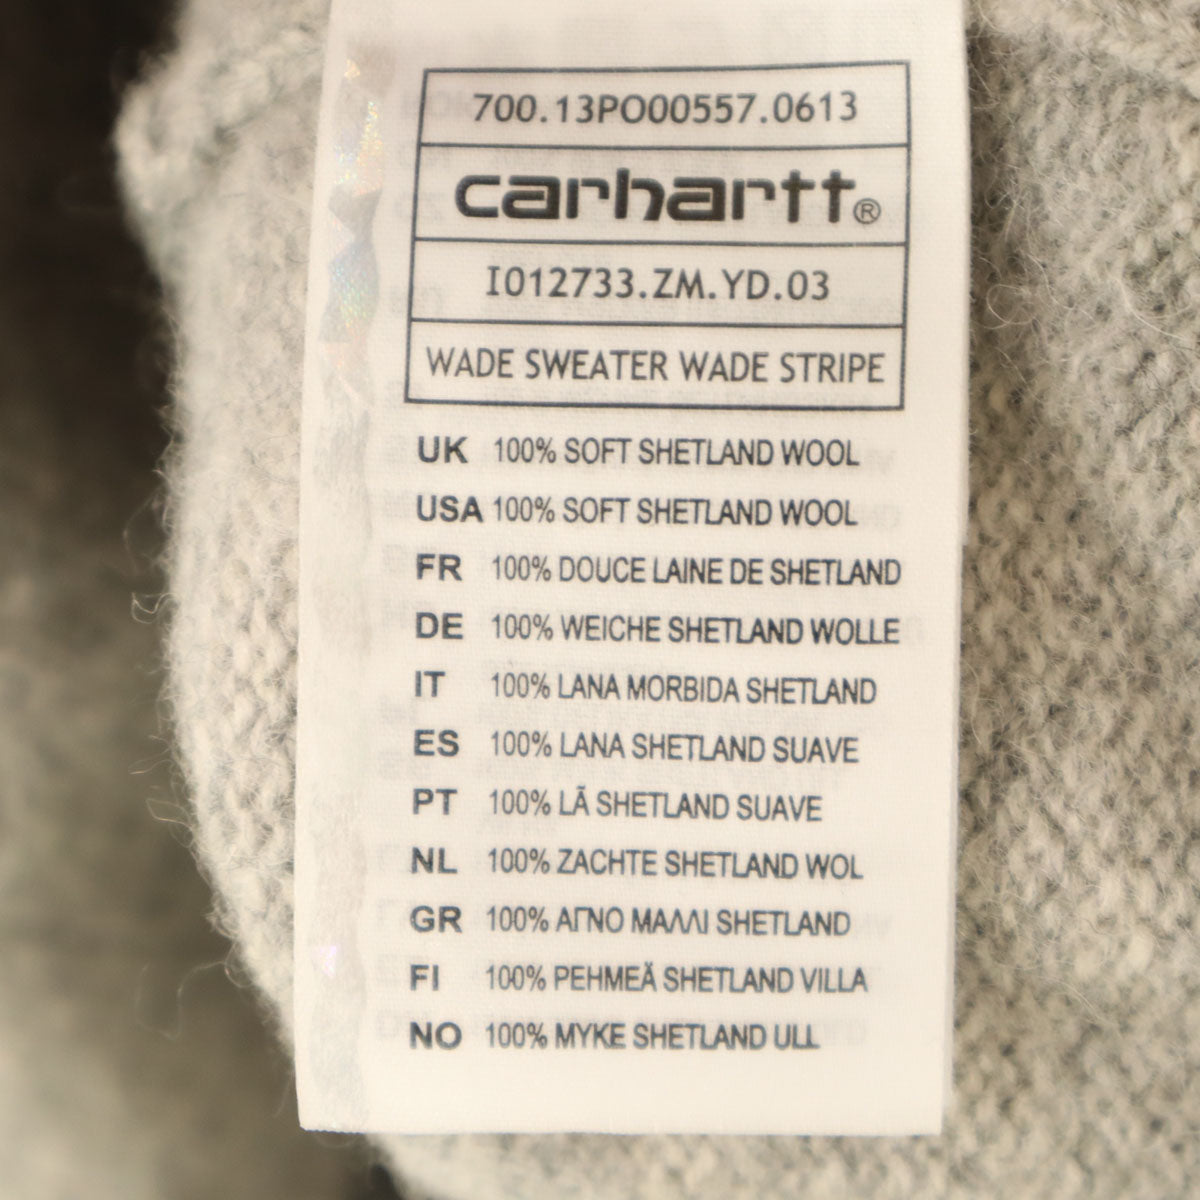 700.13PO00557.0613
carhartt®
I012733.ZM.YD.03
WADE SWEATER WADE STRIPE
UK 100% SOFT SHETLAND WOOL
USA 100% SOFT SHETLAND WOOL
FR 100% DOUCE LAINE DE SHETLAND
DE 100% WEICHE SHETLAND WOLLE
IT 100% LANA MORBIDA SHETLAND
ES 100% LANA SHETLAND SUAVE
PT 100% LÃ SHETLAND SUAVE
NL 100% ZACHTE SHETLAND WOL
GR 100% ΑΓΝΟ ΜΑΛΛΙ SHETLAND
FI 100% PEHMEÄ SHETLAND VILLA
NO 100% MYKE SHETLAND ULL